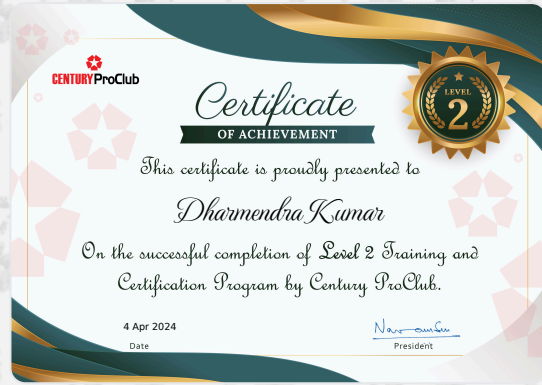 CENTURY ProClub
LEVEL
2
Certificate
OF ACHIEVEMENT
This certificate is proudly presented to
Dharmendra Kumar
On the successful completion of Level 2 Training and
Certification Program by Century ProClub.
4 Apr 2024
Date
President